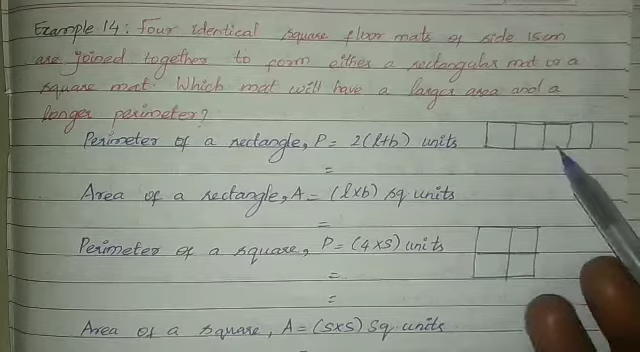 Example 14: Four identical square floor mats of side 15cm
are joined together to form either a rectangular mat or a
square mat. Which mat will have a larger area and a
longer perimeter?
Perimeter of a rectangle, P = 2(l+b) units
=
Area of a rectangle, A = (l×b) sq units
=
Perimeter of a square, P = (4×S) units
=
=
Area of a square, A = (S×S) Sq units
=